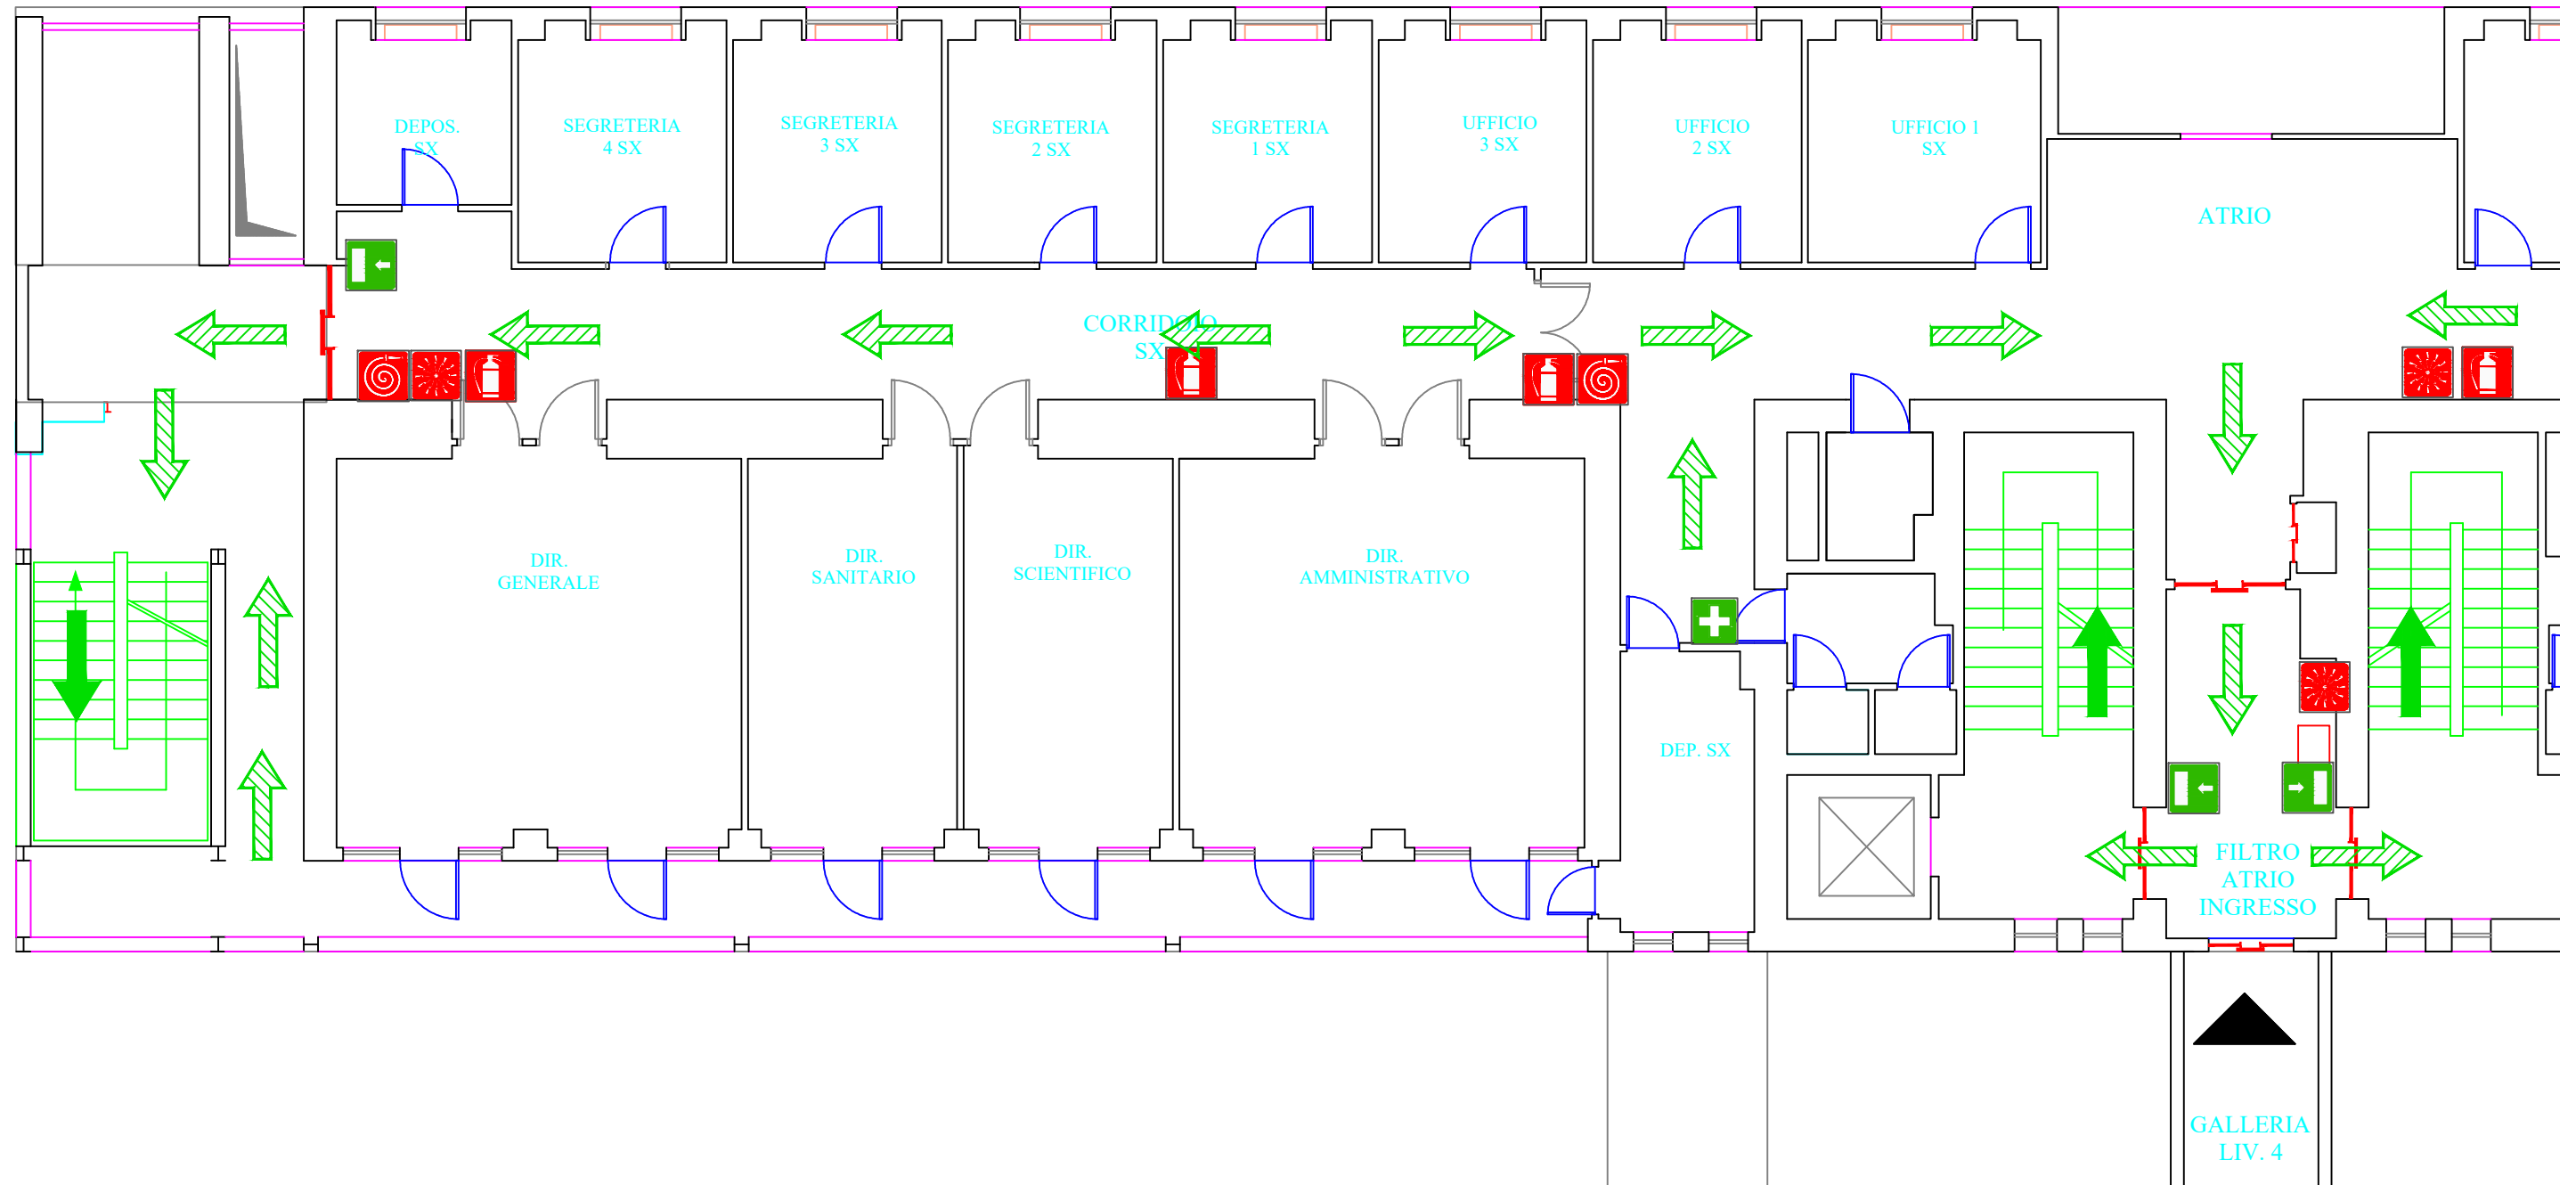 DEPOS.
SX
SEGRETERIA
4 SX
SEGRETERIA
3 SX
SEGRETERIA
2 SX
SEGRETERIA
1 SX
UFFICIO
3 SX
UFFICIO
2 SX
UFFICIO 1
SX
ATRIO
CORRIDOIO
SX
DIR.
GENERALE
DIR.
SANITARIO
DIR.
SCIENTIFICO
DIR.
AMMINISTRATIVO
DEP. SX
FILTRO
ATRIO
INGRESSO
GALLERIA
LIV. 4